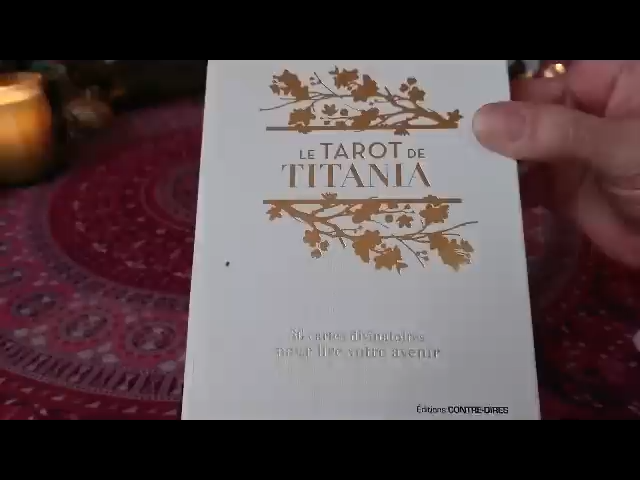 LE TAROT DE
TITANIA
cartes divinatoires
pour lire votre avenir
Éditions CONTRE-DIRES